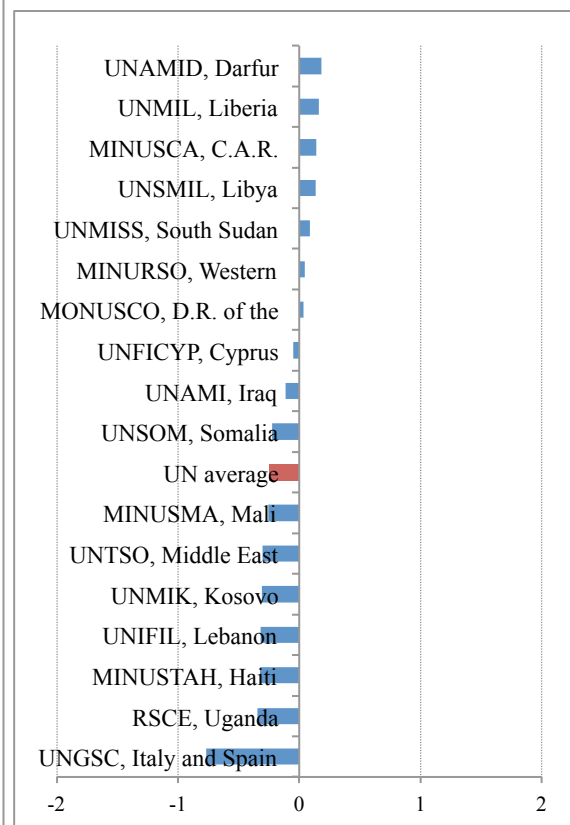 UNAMID, Darfur
UNMIL, Liberia
MINUSCA, C.A.R.
UNSMIL, Libya
UNMISS, South Sudan
MINURSO, Western
MONUSCO, D.R. of the
UNFICYP, Cyprus
UNAMI, Iraq
UNSOM, Somalia
UN average
MINUSMA, Mali
UNTSO, Middle East
UNMIK, Kosovo
UNIFIL, Lebanon
MINUSTAH, Haiti
RSCE, Uganda
UNGSC, Italy and Spain
-2 -1 0 1 2